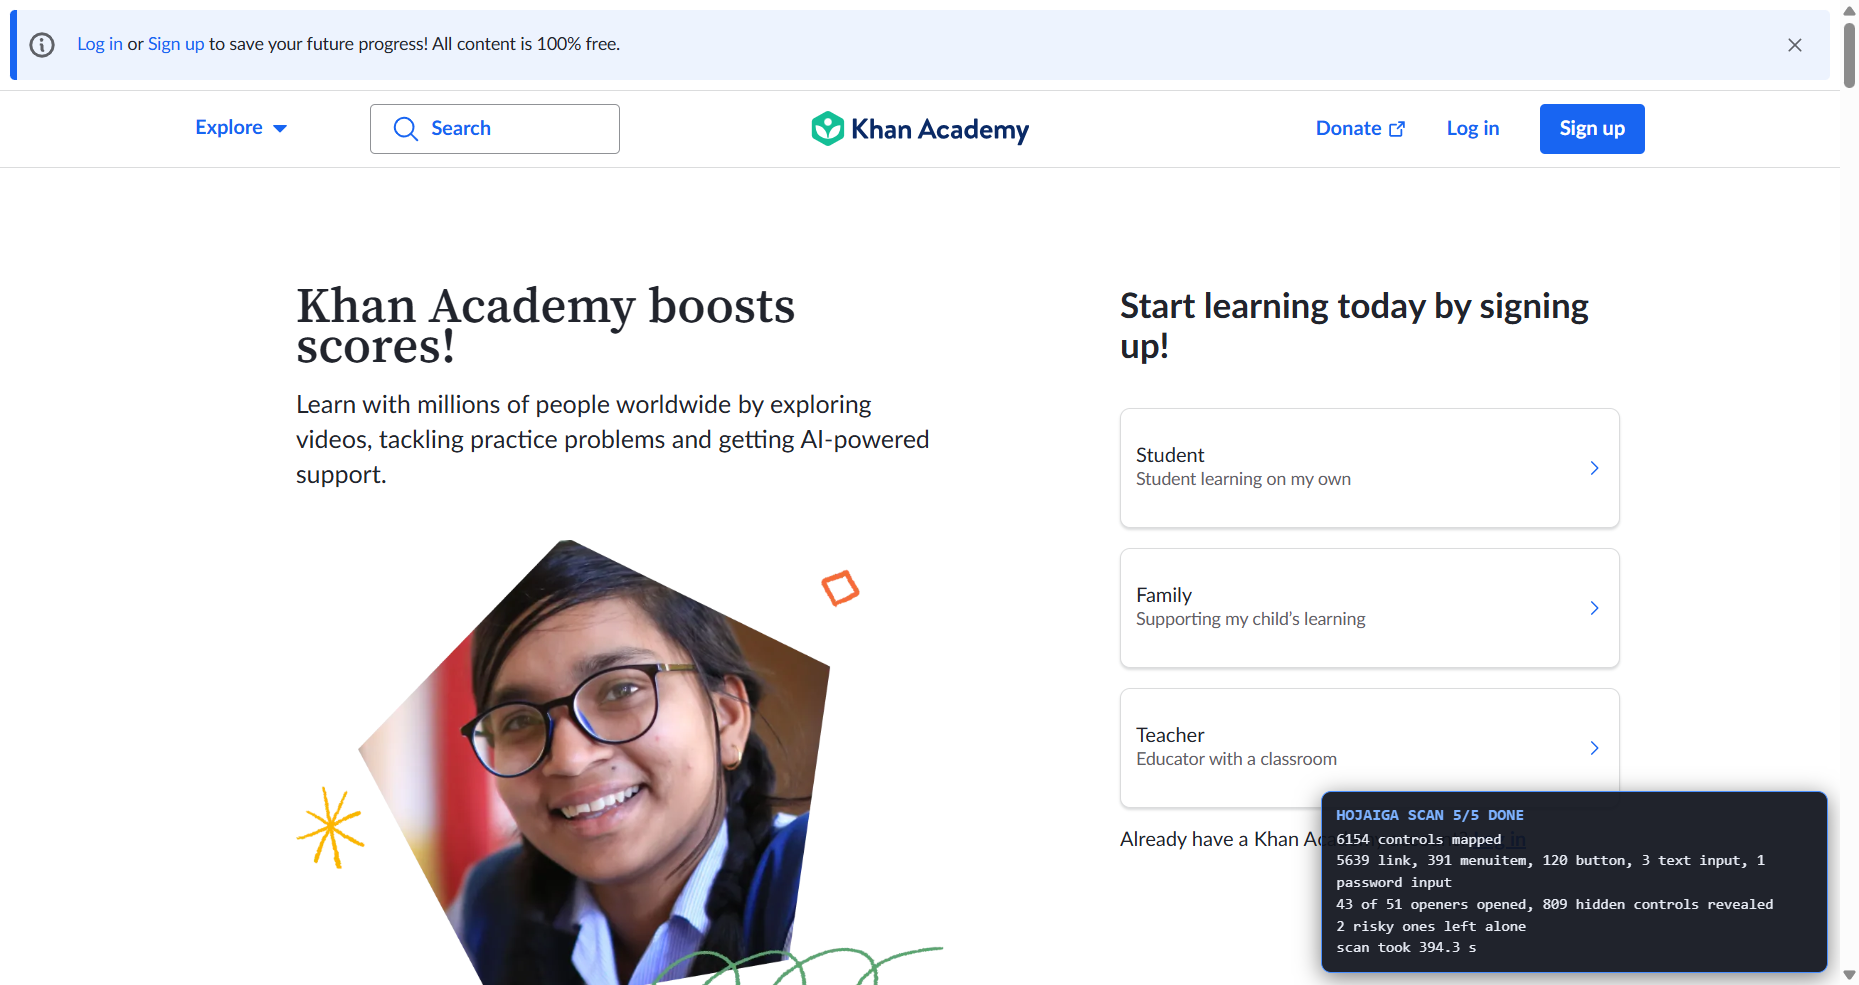 Log in or Sign up to save your future progress! All content is 100% free.
Explore
Search
Khan Academy
Donate
Log in
Sign up
Khan Academy boosts
scores!
Learn with millions of people worldwide by exploring
videos, tackling practice problems and getting AI-powered
support.
Start learning today by signing
up!
Student
Student learning on my own
Family
Supporting my child’s learning
Teacher
Educator with a classroom
Already have a Khan
HOJAIGA SCAN 5/5 DONE
6154 controls mapped
5639 link, 391 menuitem, 120 button, 3 text input, 1
password input
43 of 51 openers opened, 809 hidden controls revealed
2 risky ones left alone
scan took 394.3 s